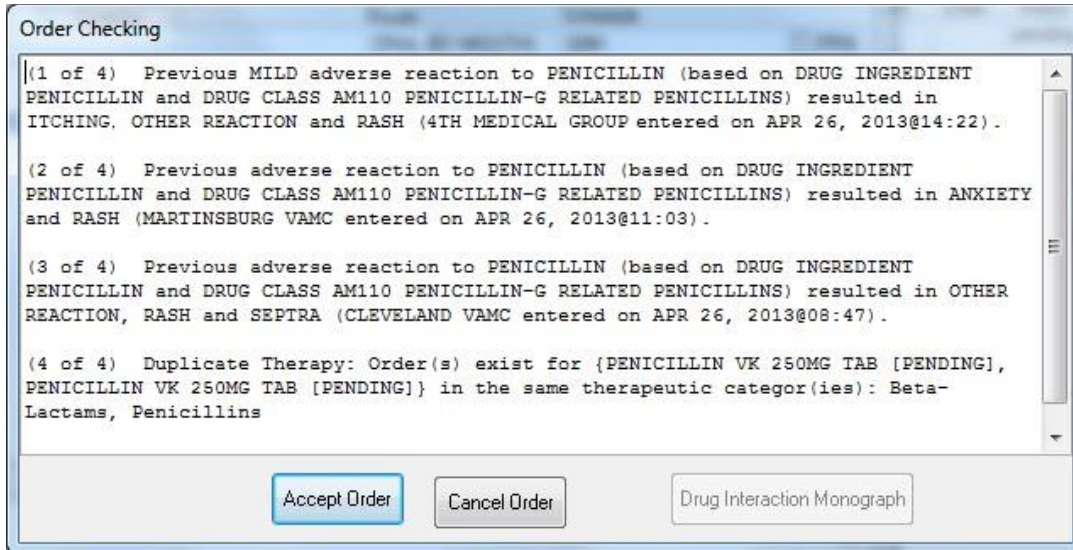 Order Checking
(1 of 4)  Previous MILD adverse reaction to PENICILLIN (based on DRUG INGREDIENT
PENICILLIN and DRUG CLASS AM110 PENICILLIN-G RELATED PENICILLINS) resulted in
ITCHING, OTHER REACTION and RASH (4TH MEDICAL GROUP entered on APR 26, 2013@14:22).
(2 of 4)  Previous adverse reaction to PENICILLIN (based on DRUG INGREDIENT
PENICILLIN and DRUG CLASS AM110 PENICILLIN-G RELATED PENICILLINS) resulted in ANXIETY
and RASH (MARTINSBURG VAMC entered on APR 26, 2013@11:03).
(3 of 4)  Previous adverse reaction to PENICILLIN (based on DRUG INGREDIENT
PENICILLIN and DRUG CLASS AM110 PENICILLIN-G RELATED PENICILLINS) resulted in OTHER
REACTION, RASH and SEPTRA (CLEVELAND VAMC entered on APR 26, 2013@08:47).
(4 of 4)  Duplicate Therapy: Order(s) exist for {PENICILLIN VK 250MG TAB [PENDING],
PENICILLIN VK 250MG TAB [PENDING]} in the same therapeutic categor(ies): Beta-
Lactams, Penicillins
Accept Order
Cancel Order
Drug Interaction Monograph